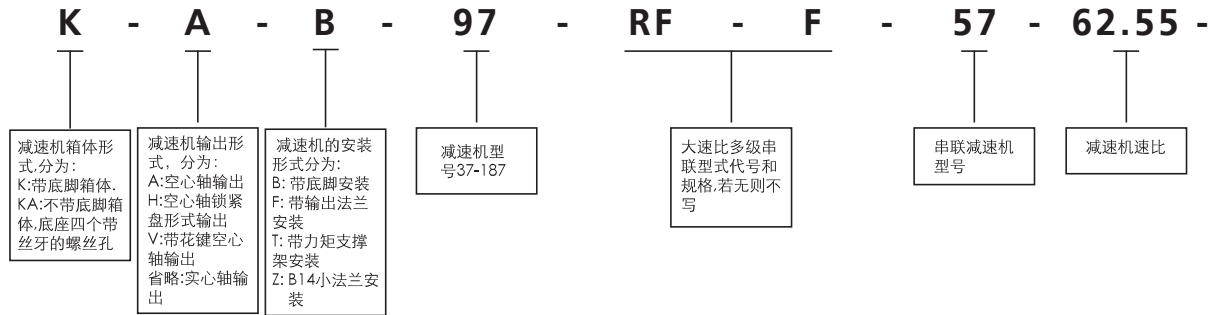 K - A - B - 97 - RF - F - 57 - 62.55 -
减速机箱体形
式,分为:
K:带底脚箱体.
KA:不带底脚箱
体,底座四个带
丝牙的螺丝孔
减速机输出形
式，分为:
A:空心轴输出
H:空心轴锁紧
盘形式输出
V:带花键空心
轴输出
省略:实心轴输
出
减速机的安装
形式分为:
B: 带底脚安装
F: 带输出法兰
安装
T: 带力矩支撑
架安装
Z: B14小法兰安
装
减速机型
号37-187
大速比多级串
联型式代号和
规格,若无则不
写
串联减速机
型号
减速机速比